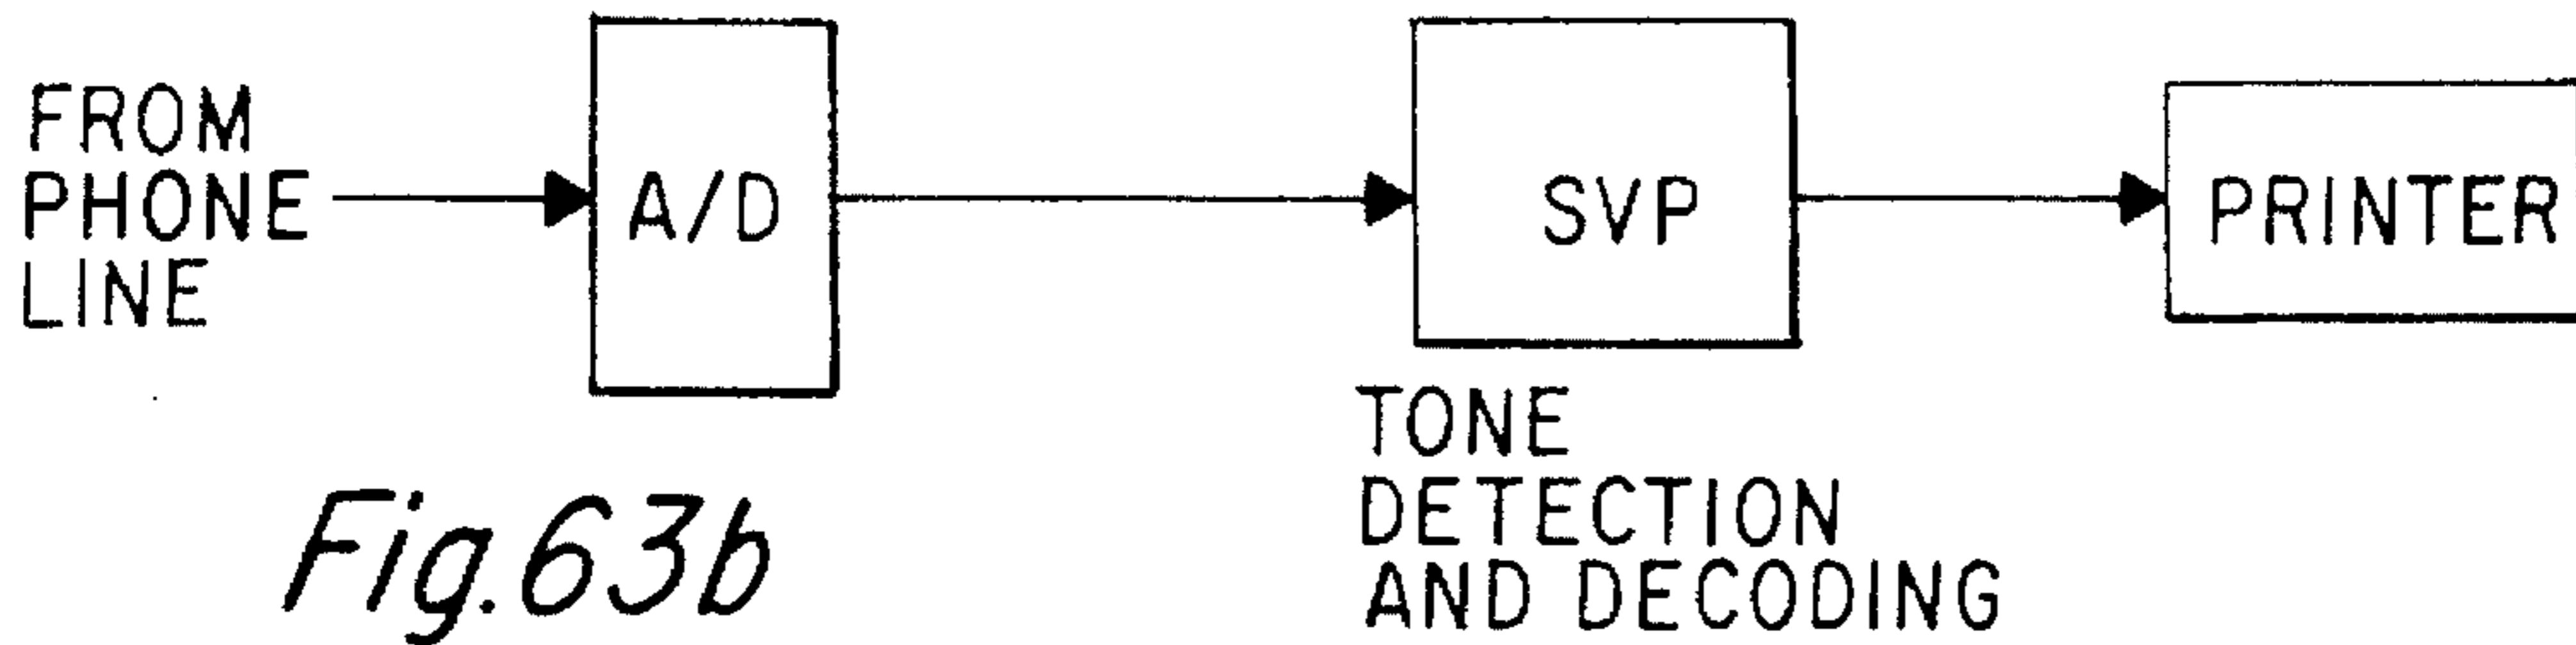 FROM
PHONE
LINE
A/D
SVP
PRINTER
TONE
DETECTION
AND DECODING
Fig.63b